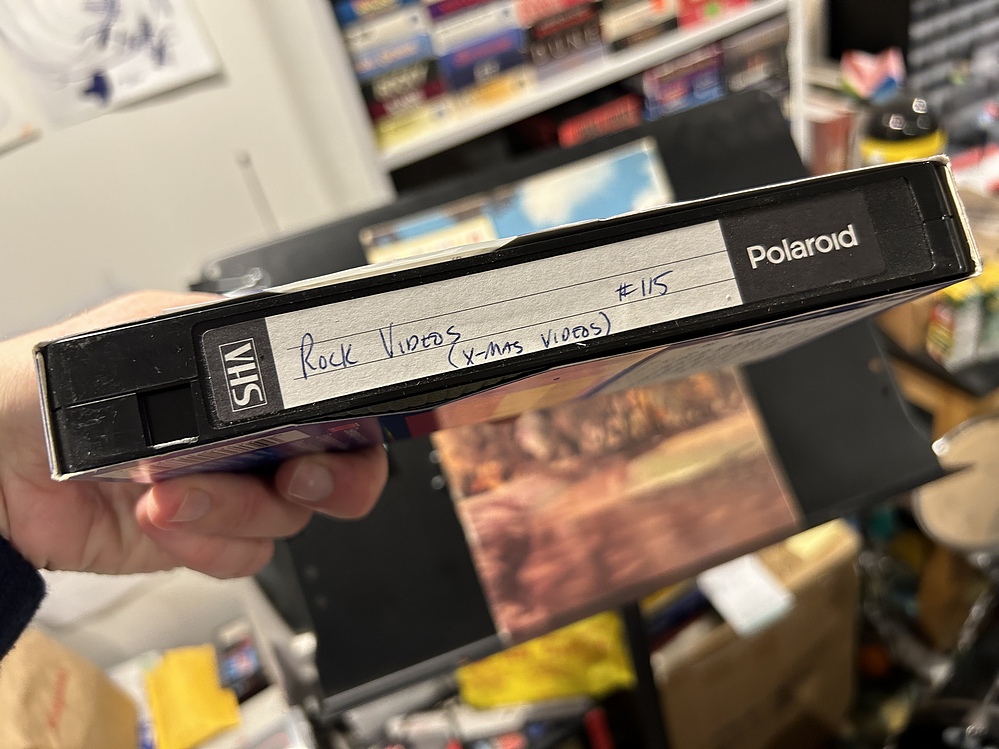 VHS
ROCK VIDEOS #115
(X-MAS VIDEOS)
Polaroid